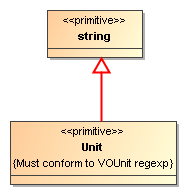 <<primitive>>
string
<<primitive>>
Unit
{Must conform to VOUnit regexp}